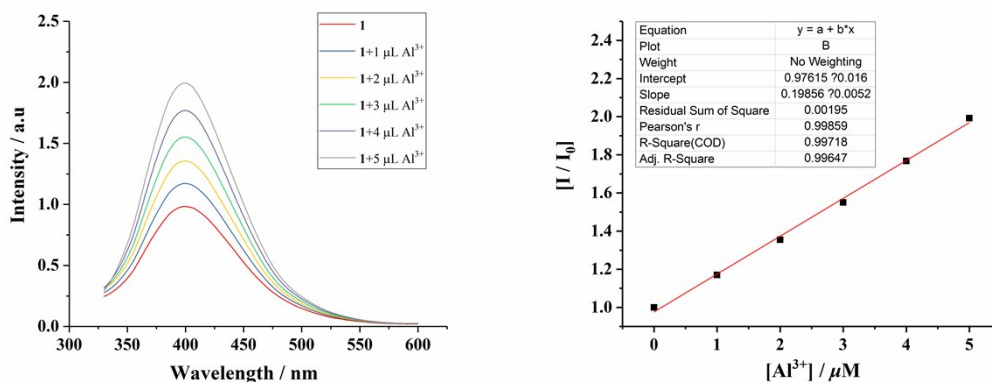 2.5
2.0
1.5
1.0
0.5
0.0
Intensity / a.u
300 350 400 450 500 550 600
Wavelength / nm
1
1+1 µL Al³⁺
1+2 µL Al³⁺
1+3 µL Al³⁺
1+4 µL Al³⁺
1+5 µL Al³⁺
2.4
2.2
2.0
1.8
1.6
1.4
1.2
1.0
[I / I₀]
Equation y = a + b*x
Plot B
Weight No Weighting
Intercept 0.97615 ?0.016
Slope 0.19856 ?0.0052
Residual Sum of Square 0.00195
Pearson's r 0.99859
R-Square(COD) 0.99718
Adj. R-Square 0.99647
0 1 2 3 4 5
[Al³⁺] / µM